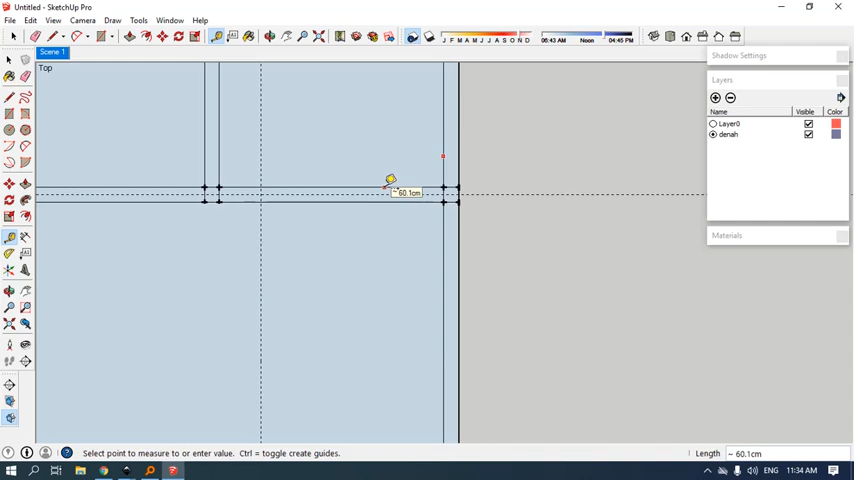 Untitled - SketchUp Pro
File Edit View Camera Draw Tools Window Help
J F M A M J J A S O N D 06:43 AM Noon 04:45 PM
Scene 1
Top
Shadow Settings
Layers
Name Visible Color
Layer0
denah
Materials
~ 60.1cm
Select point to measure to or enter value. Ctrl = toggle create guides.
Length ~ 60.1cm
ENG 11:34 AM